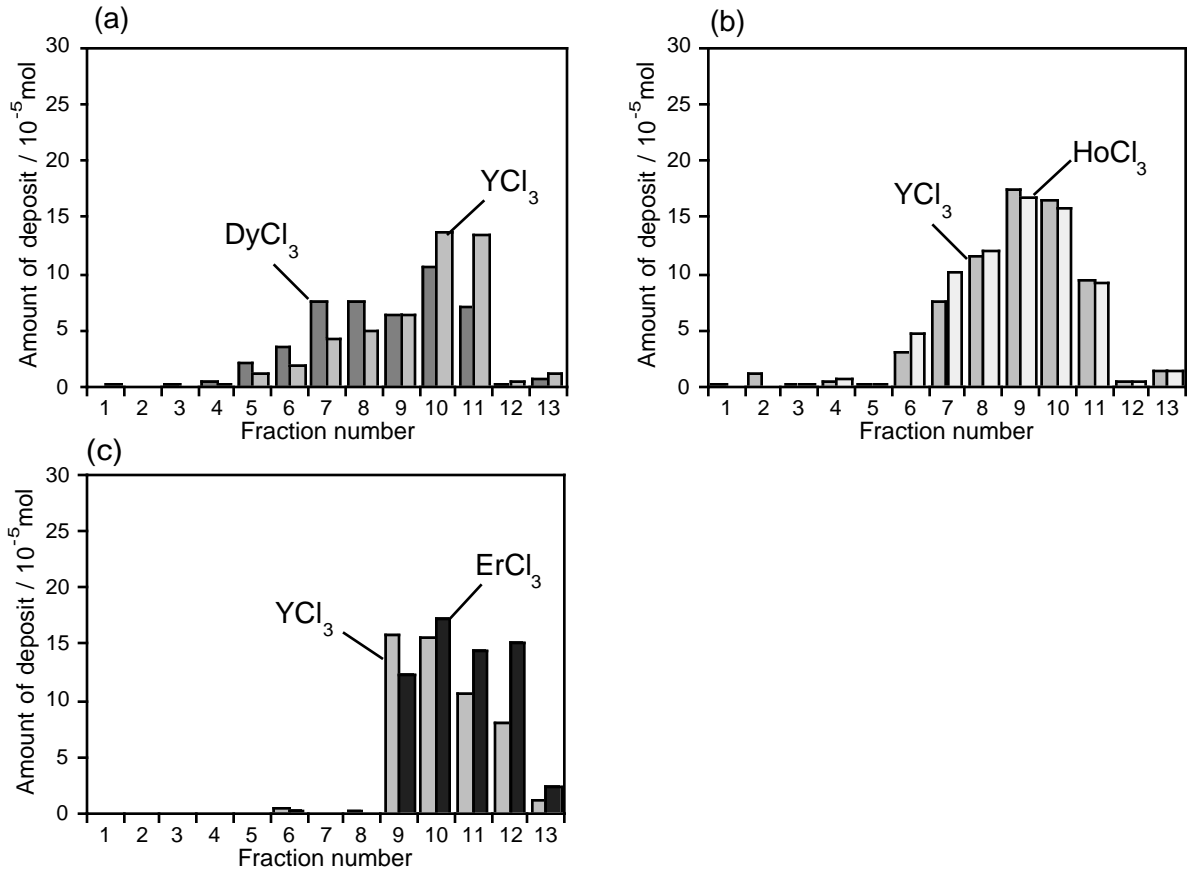 (a)
30
25
20
15
10
5
0
Amount of deposit / 10⁻⁵mol
YCl₃
DyCl₃
1 2 3 4 5 6 7 8 9 10 11 12 13
Fraction number
(b)
30
25
20
15
10
5
0
Amount of deposit / 10⁻⁵mol
HoCl₃
YCl₃
1 2 3 4 5 6 7 8 9 10 11 12 13
Fraction number
(c)
30
25
20
15
10
5
0
Amount of deposit / 10⁻⁵mol
ErCl₃
YCl₃
1 2 3 4 5 6 7 8 9 10 11 12 13
Fraction number